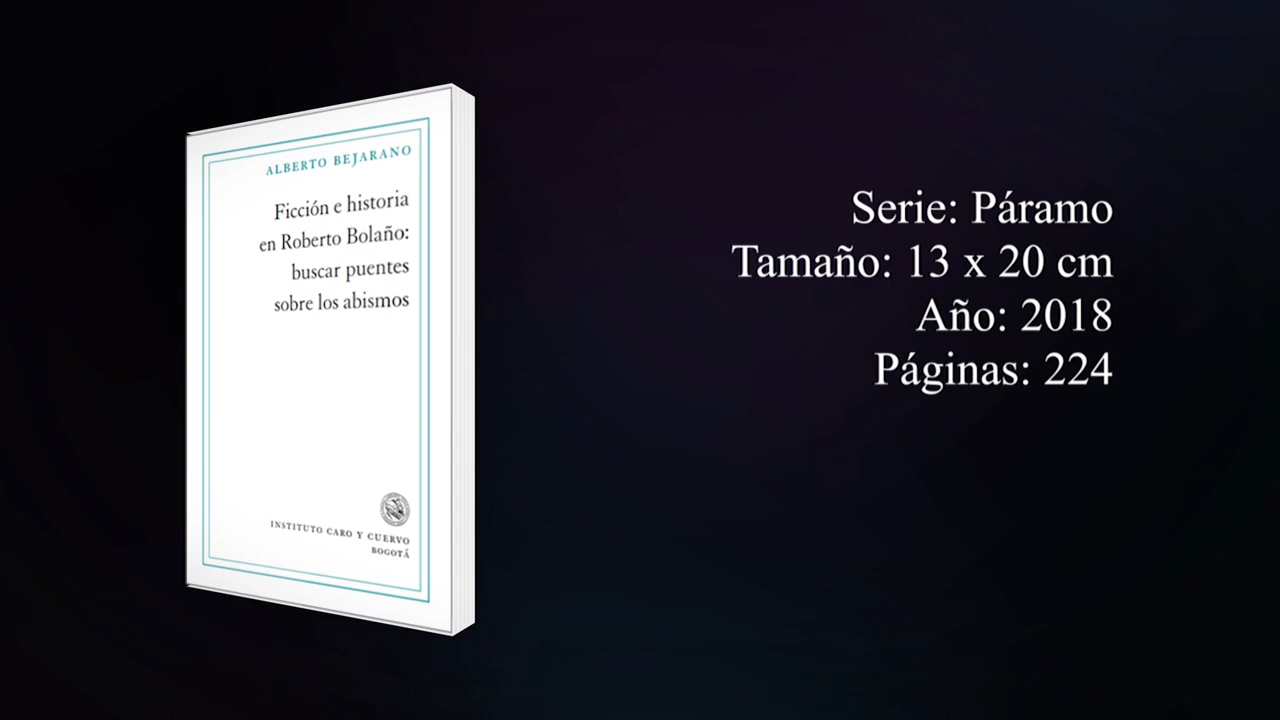 ALBERTO BEJARANO
Ficción e historia
en Roberto Bolaño:
buscar puentes
sobre los abismos
INSTITUTO CARO Y CUERVO
BOGOTÁ
Serie: Páramo
Tamaño: 13 x 20 cm
Año: 2018
Páginas: 224